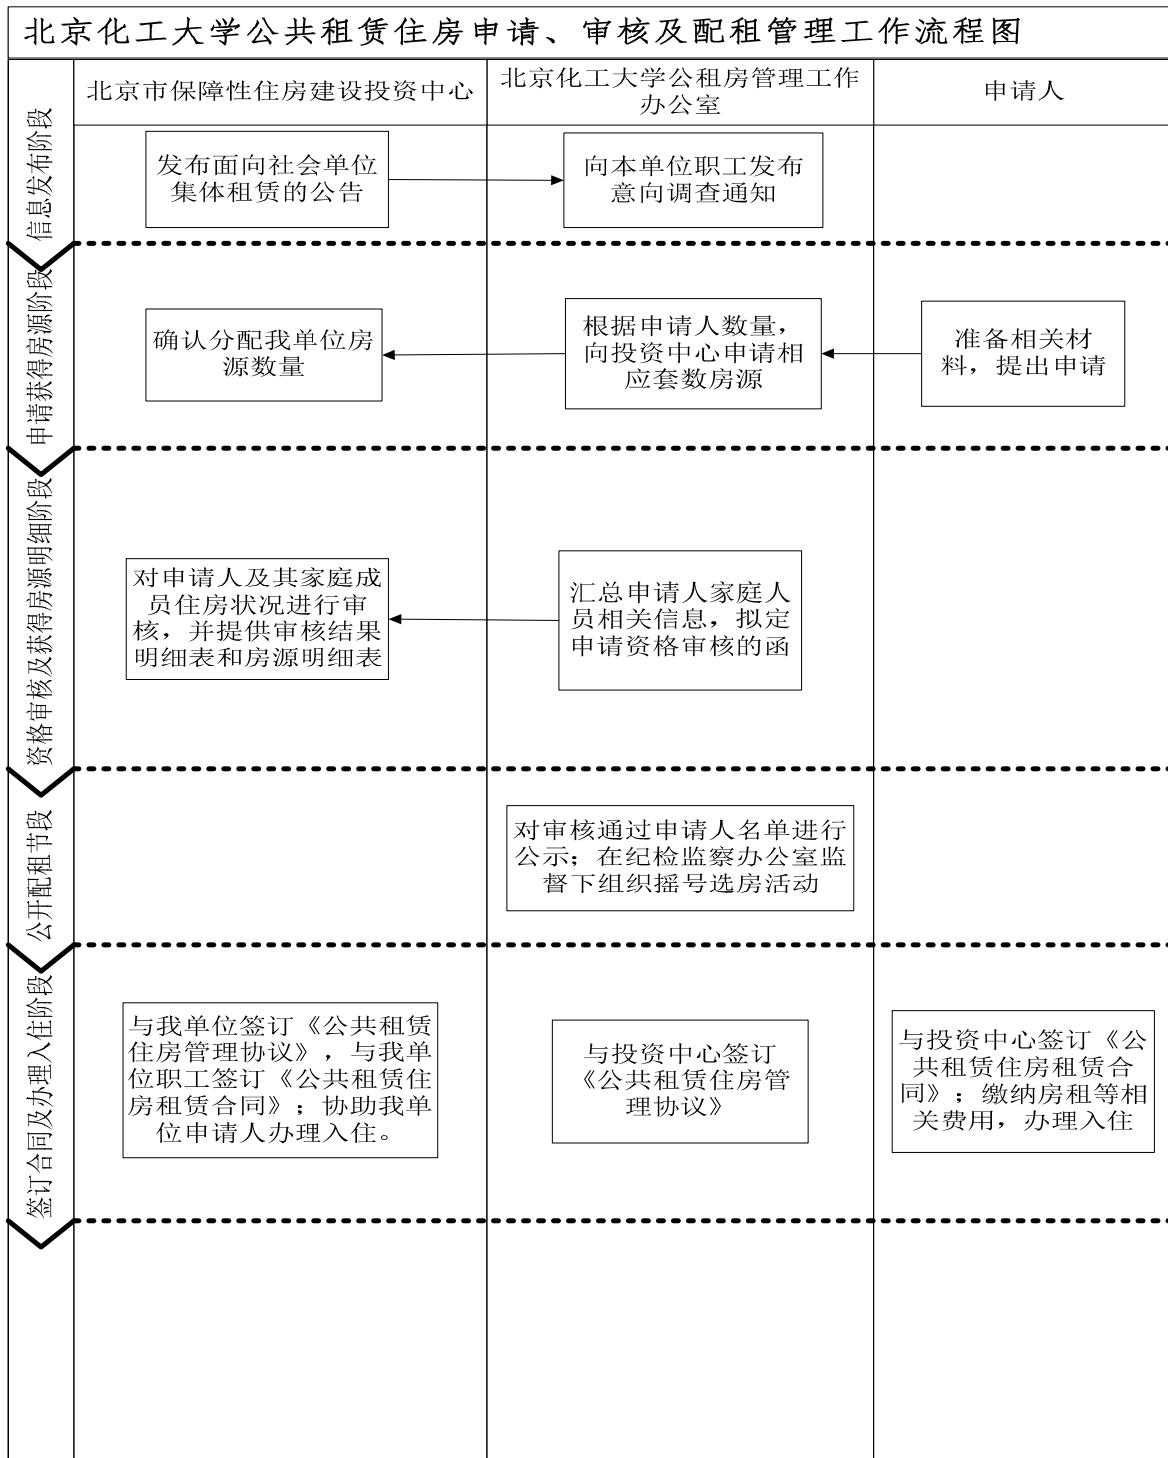 北京化工大学公共租赁住房申请、审核及配租管理工作流程图
北京市保障性住房建设投资中心
北京化工大学公租房管理工作
办公室
申请人
信息发布阶段
发布面向社会单位
集体租赁的公告
向本单位职工发布
意向调查通知
申请获得房源阶段
确认分配我单位房
源数量
根据申请人数量，
向投资中心申请相
应套数房源
准备相关材
料，提出申请
资格审核及获得房源明细阶段
对申请人及其家庭成
员住房状况进行审
核，并提供审核结果
明细表和房源明细表
汇总申请人家庭人
员相关信息，拟定
申请资格审核的函
公开配租节段
对审核通过申请人名单进行
公示；在纪检监察办公室监
督下组织摇号选房活动
签订合同及办理入住阶段
与我单位签订《公共租赁
住房管理协议》，与我单
位职工签订《公共租赁住
房租赁合同》；协助我单
位申请人办理入住。
与投资中心签订
《公共租赁住房管
理协议》
与投资中心签订《公
共租赁住房租赁合
同》；缴纳房租等相
关费用，办理入住